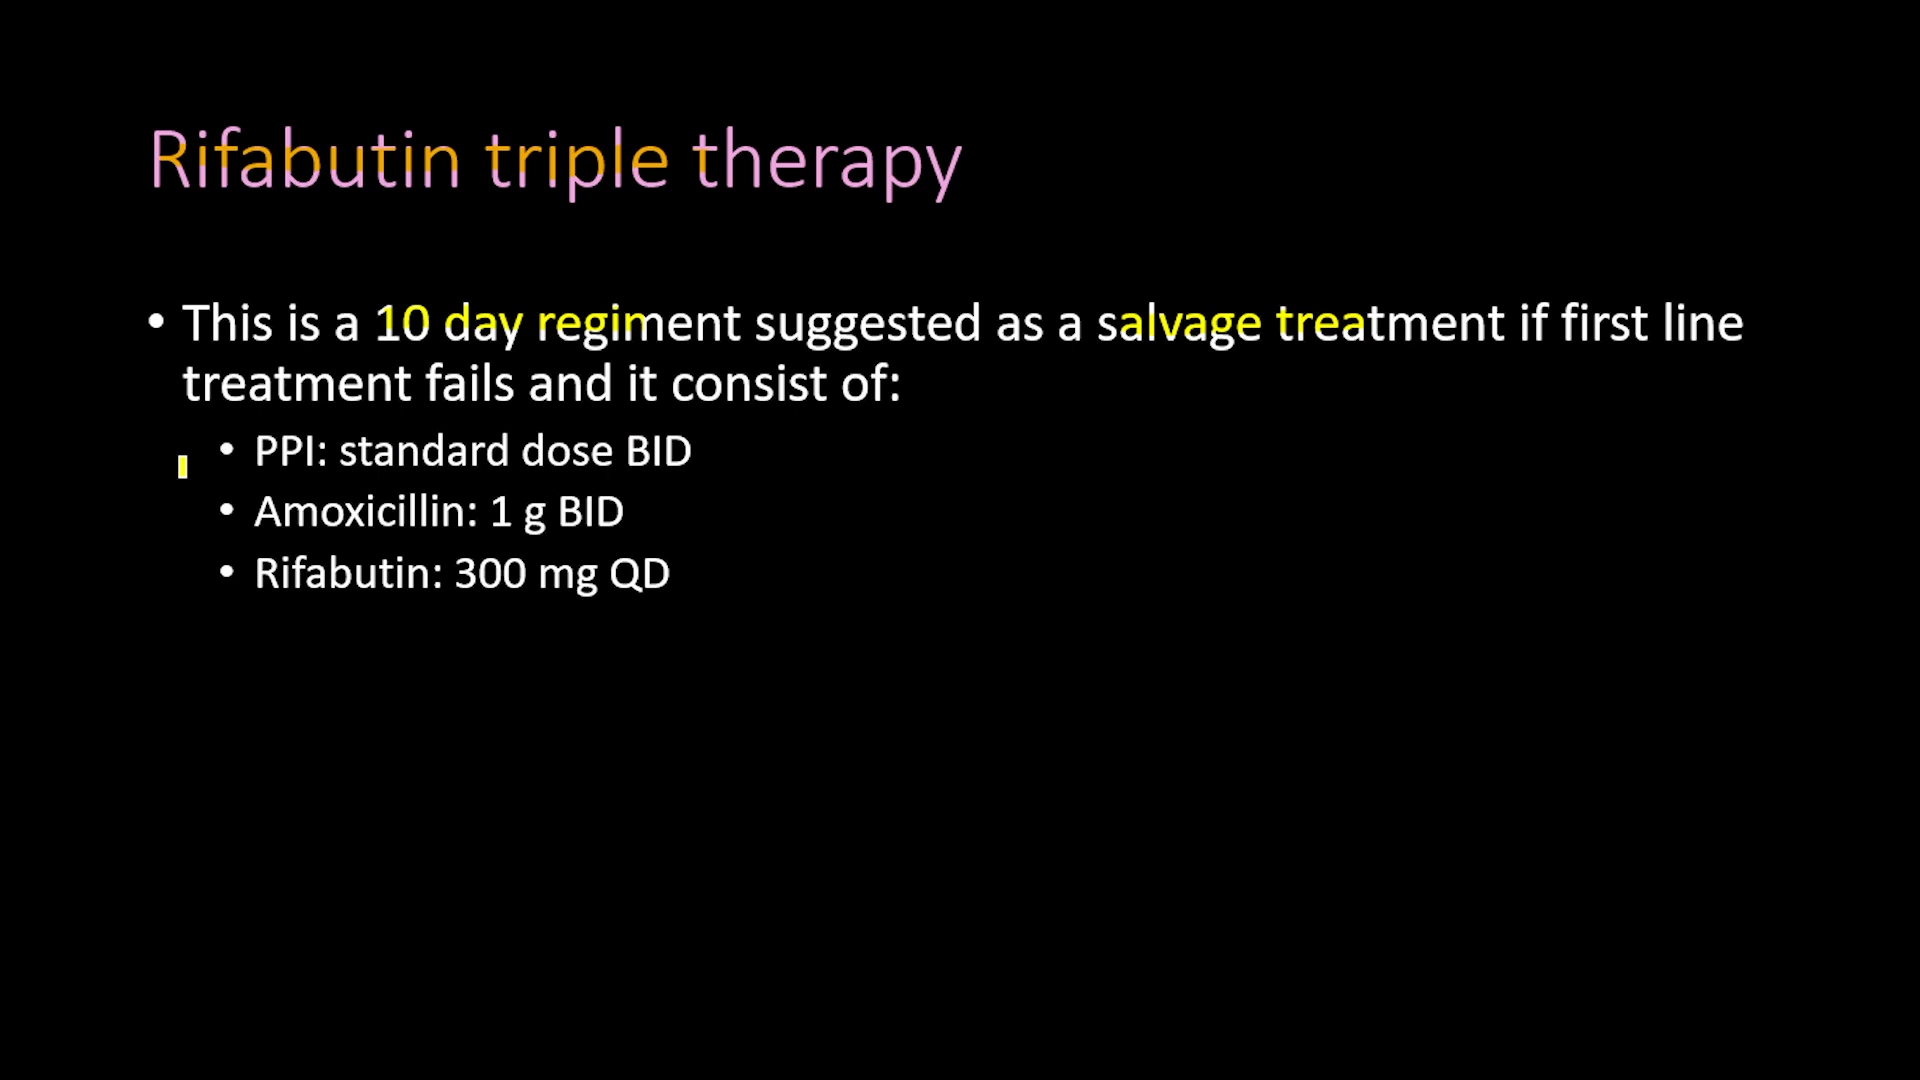 Rifabutin triple therapy
• This is a 10 day regiment suggested as a salvage treatment if first line
treatment fails and it consist of:
• PPI: standard dose BID
• Amoxicillin: 1 g BID
• Rifabutin: 300 mg QD